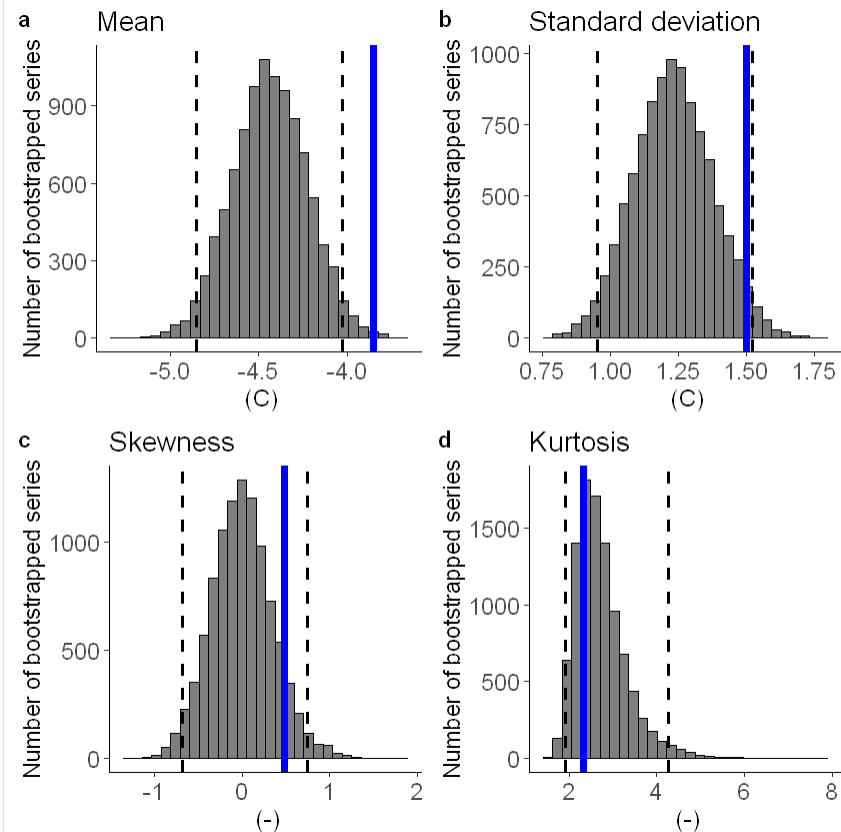 a Mean
Number of bootstrapped series
900
600
300
0
-5.0 -4.5 -4.0
(C)
b Standard deviation
Number of bootstrapped series
1000
750
500
250
0
0.75 1.00 1.25 1.50 1.75
(C)
c Skewness
Number of bootstrapped series
1000
500
0
-1 0 1 2
(-)
d Kurtosis
Number of bootstrapped series
1500
1000
500
0
2 4 6 8
(-)